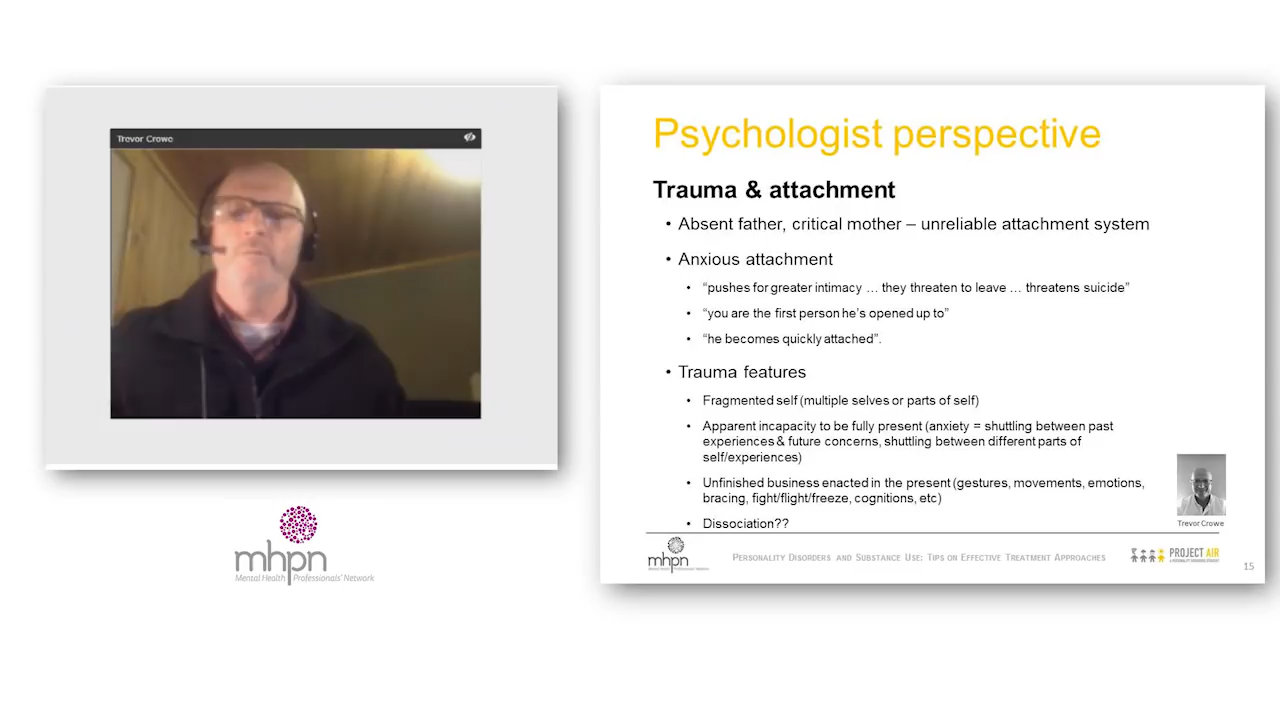 Trevor Crowe
mhpn
Mental Health Professionals' Network
Psychologist perspective
Trauma & attachment
• Absent father, critical mother – unreliable attachment system
• Anxious attachment
• “pushes for greater intimacy … they threaten to leave … threatens suicide”
• “you are the first person he’s opened up to”
• “he becomes quickly attached”.
• Trauma features
• Fragmented self (multiple selves or parts of self)
• Apparent incapacity to be fully present (anxiety = shuttling between past
experiences & future concerns, shuttling between different parts of
self/experiences)
• Unfinished business enacted in the present (gestures, movements, emotions,
bracing, fight/flight/freeze, cognitions, etc)
• Dissociation??
Trevor Crowe
mhpn
Personality Disorders and Substance Use: Tips on Effective Treatment Approaches
PROJECT AIR
15